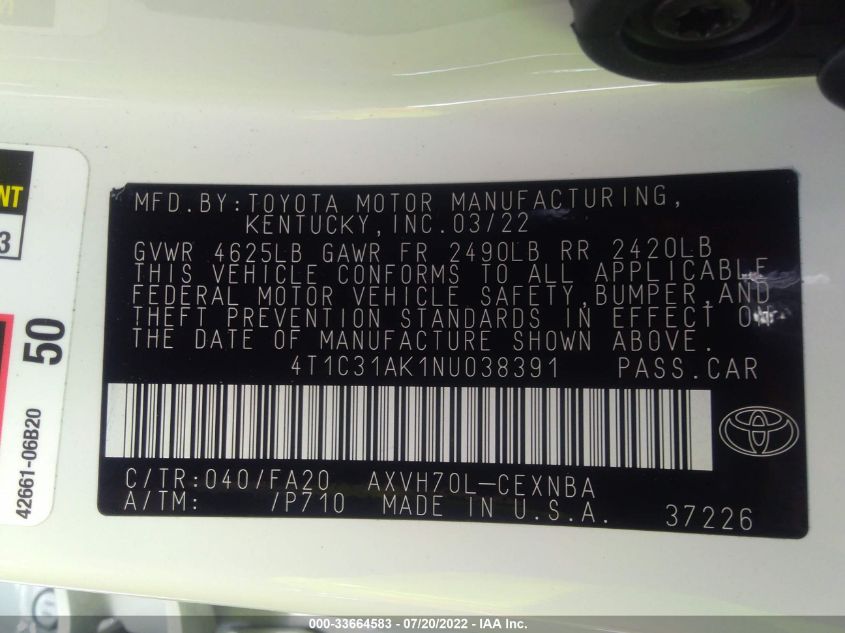 MFD.BY:TOYOTA MOTOR MANUFACTURING,
KENTUCKY,INC.03/22
GVWR 4625LB GAWR FR 2490LB RR 2420LB
THIS VEHICLE CONFORMS TO ALL APPLICABLE
FEDERAL MOTOR VEHICLE SAFETY,BUMPER,AND
THEFT PREVENTION STANDARDS IN EFFECT ON
THE DATE OF MANUFACTURE SHOWN ABOVE.
4T1C31AK1NU038391 PASS.CAR
C/TR:040/FA20 AXVH70L-CEXNBA
A/TM: /P710 MADE IN U.S.A. 37226
NT
3
50
42661-06B20
000-33664583 / 07/20/2022 - IAA Inc.